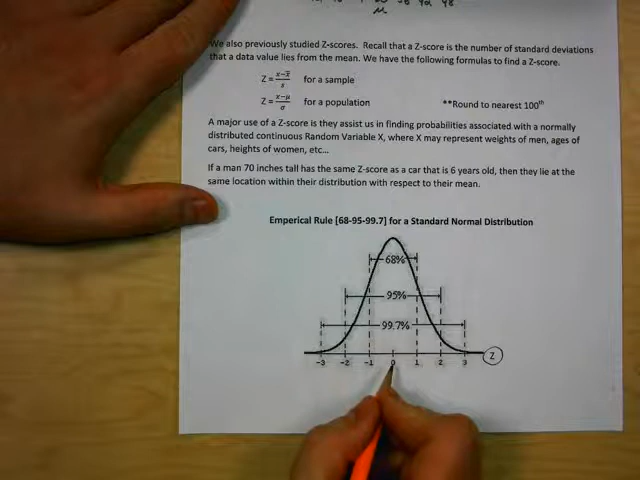 48
μ
We also previously studied Z-scores. Recall that a Z-score is the number of standard deviations
that a data value lies from the mean. We have the following formulas to find a Z-score.
Z = x−x̄/s for a sample
Z = x−μ/σ for a population **Round to nearest 100th
A major use of a Z-score is they assist us in finding probabilities associated with a normally
distributed continuous Random Variable X, where X may represent weights of men, ages of
cars, heights of women, etc...
If a man 70 inches tall has the same Z-score as a car that is 6 years old, then they lie at the
same location within their distribution with respect to their mean.
Emperical Rule [68-95-99.7] for a Standard Normal Distribution
68%
95%
99.7%
-3 -2 -1 0 1 2 3 Z